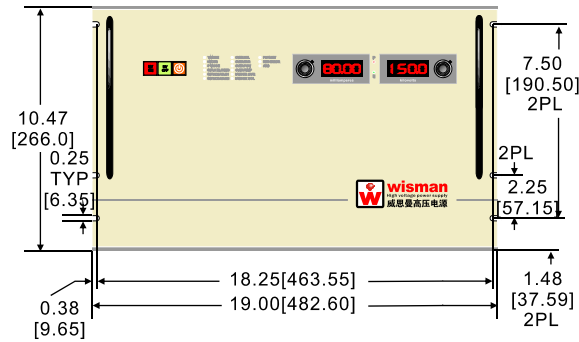 80.00
150.0
7.50
[190.50]
2PL
10.47
[266.0]
0.25
TYP
[6.35]
2PL
2.25
[57.15]
wisman
High voltage power supply
威思曼高压电源
W
18.25[463.55]
19.00[482.60]
0.38
[9.65]
1.48
[37.59]
2PL